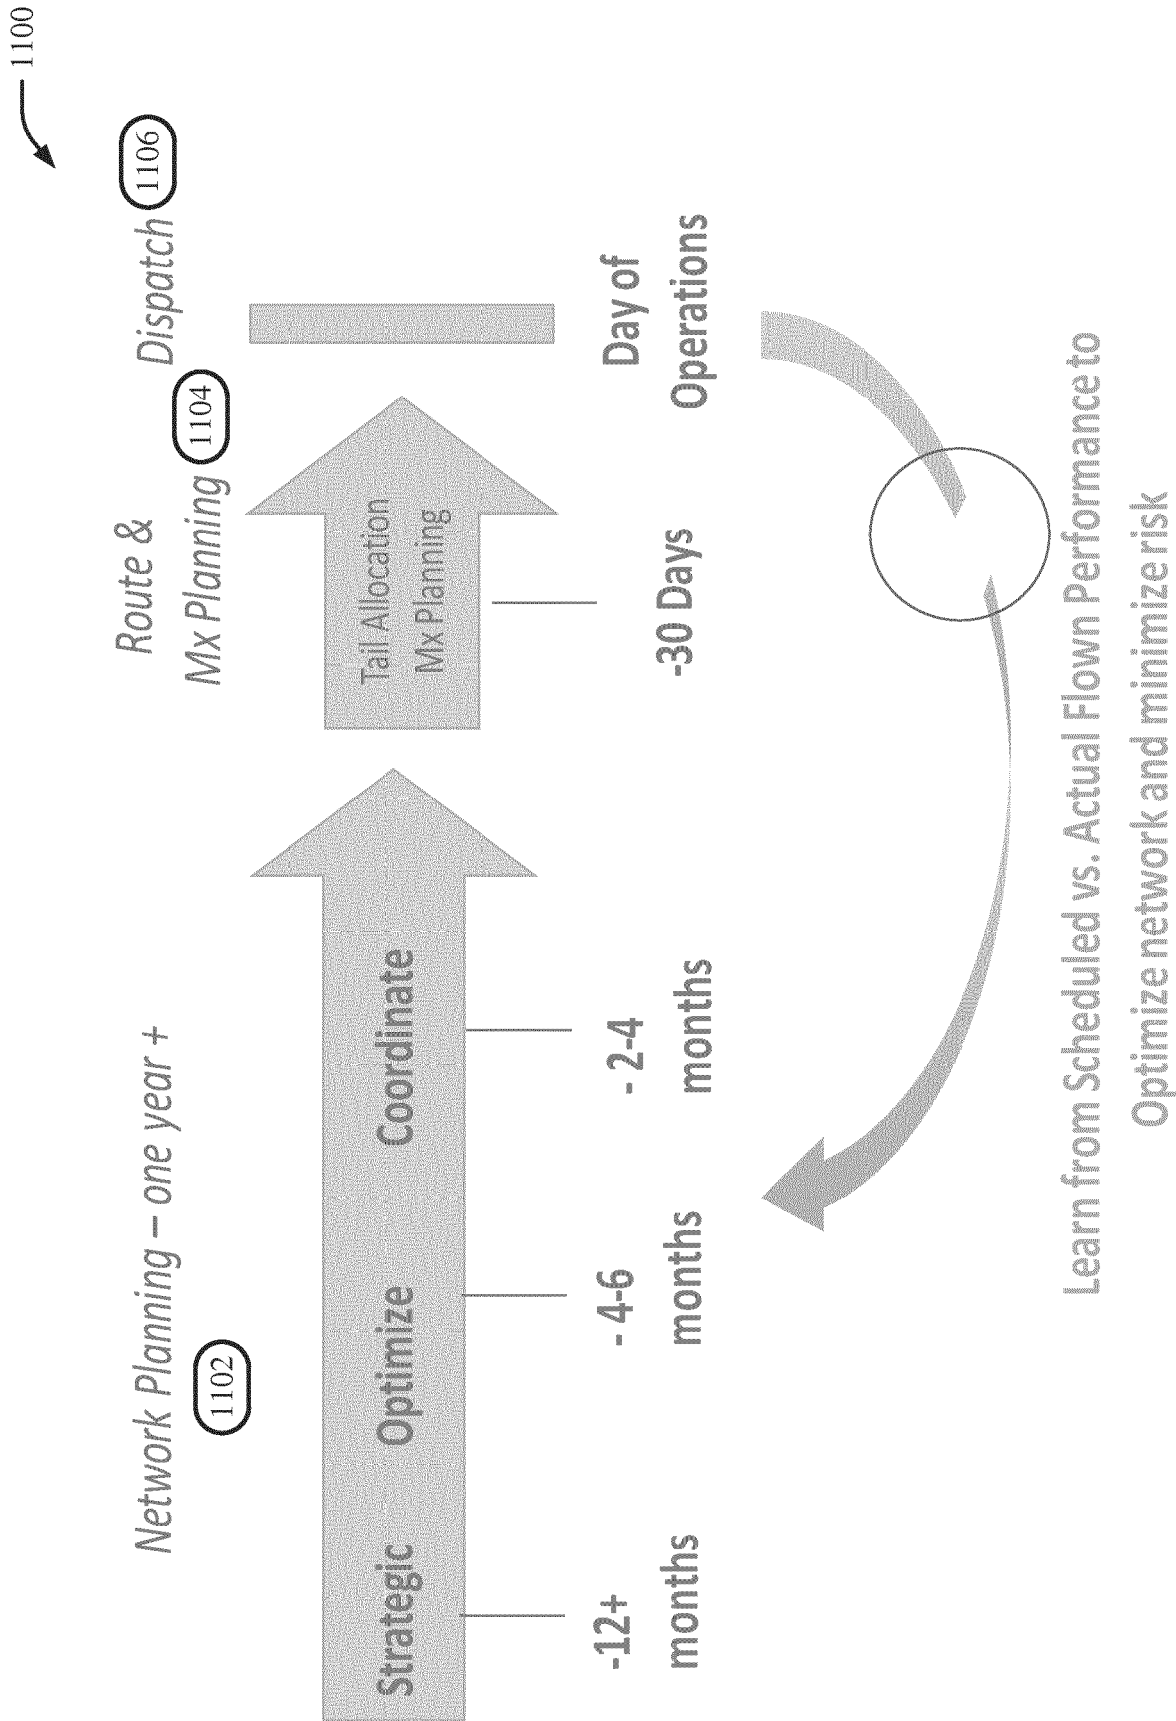 1100
Network Planning – one year +
1102
Route &
Mx Planning
1104
Dispatch
1106
Strategic
Optimize
Coordinate
Tail Allocation
Mx Planning
-12+
months
- 4-6
months
- 2-4
months
-30 Days
Day of
Operations
Learn from Scheduled vs. Actual Flown Performance to
Optimize network and minimize risk